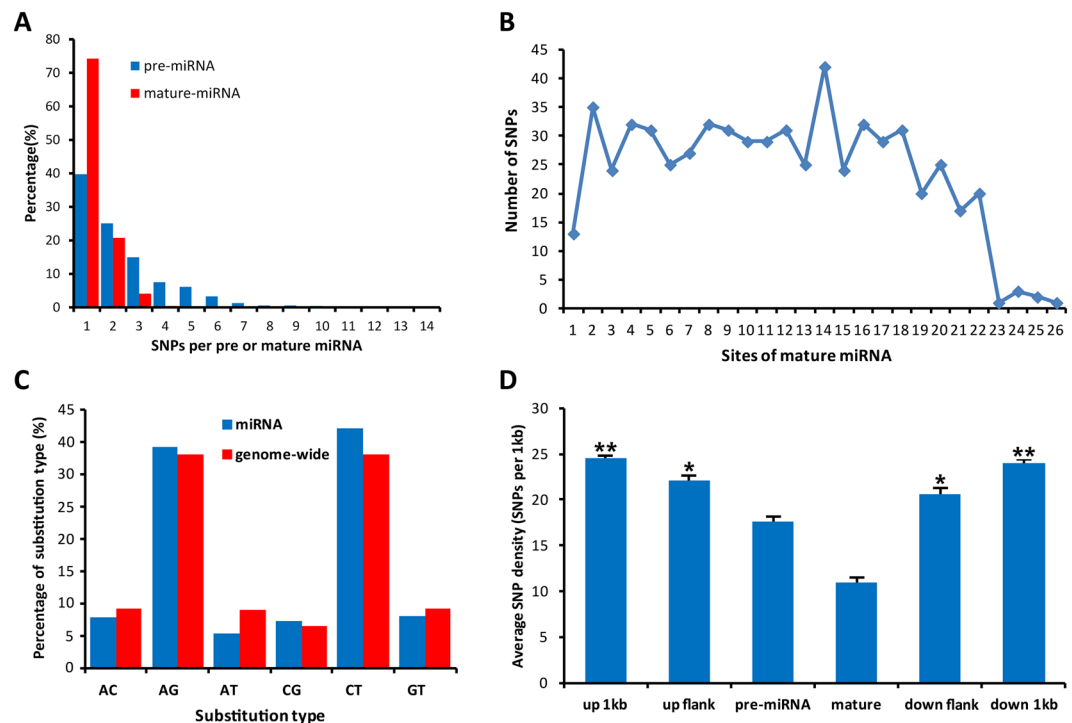 A
80
70
60
50
40
30
20
10
0
Percentage(%)
pre-miRNA
mature-miRNA
1 2 3 4 5 6 7 8 9 10 11 12 13 14
SNPs per pre or mature miRNA
B
45
40
35
30
25
20
15
10
5
0
Number of SNPs
1 2 3 4 5 6 7 8 9 10 11 12 13 14 15 16 17 18 19 20 21 22 23 24 25 26
Sites of mature miRNA
C
45
40
35
30
25
20
15
10
5
0
Percentage of substitution type (%)
miRNA
genome-wide
AC AG AT CG CT GT
Substitution type
D
30
25
20
15
10
5
0
Average SNP density (SNPs per 1kb)
** * * **
up 1kb up flank pre-miRNA mature down flank down 1kb